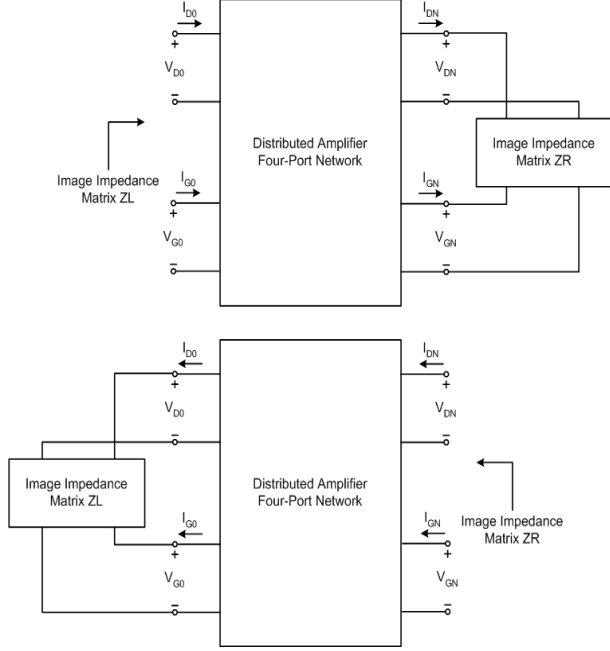 I_D0
I_DN
+
+
V_D0
V_DN
–
–
Distributed Amplifier
Four-Port Network
Image Impedance
Matrix ZR
Image Impedance
Matrix ZL
I_G0
I_GN
+
+
V_G0
V_GN
–
–
I_D0
I_DN
+
+
V_D0
V_DN
–
–
Image Impedance
Matrix ZL
Distributed Amplifier
Four-Port Network
I_G0
I_GN
Image Impedance
Matrix ZR
+
+
V_G0
V_GN
–
–